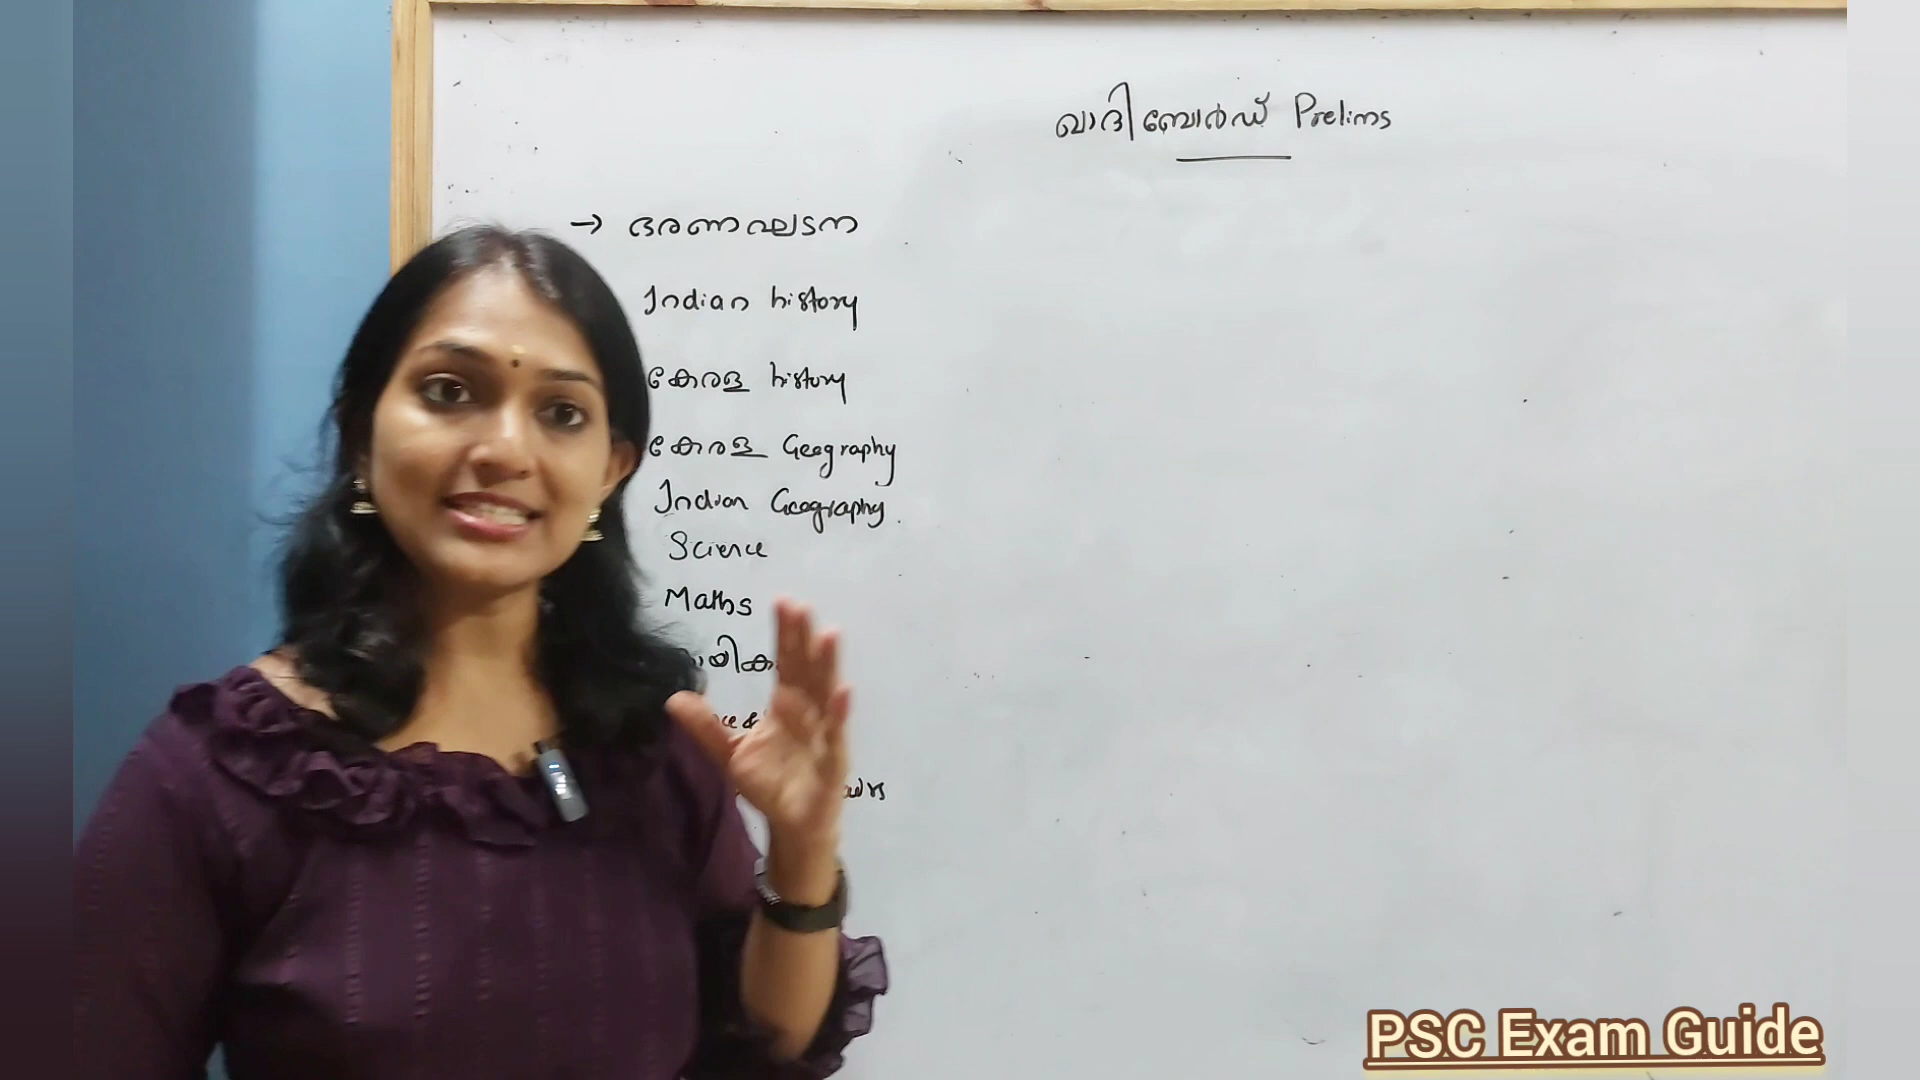 ഖാദിബോർഡ് Prelims
→ ഭരണഘടന
Indian history
കേരള history
കേരള Geography
Indian Geography.
Science
Maths
PSC Exam Guide